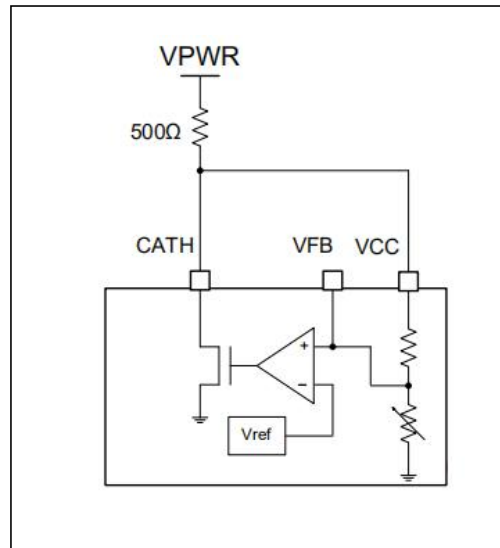 VPWR
500Ω
CATH VFB VCC
+
−
Vref